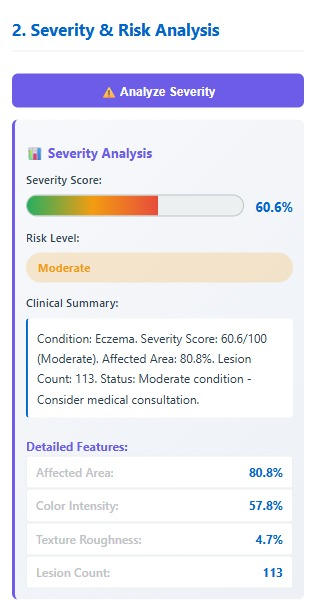 2. Severity & Risk Analysis
⚠️ Analyze Severity
📊 Severity Analysis
Severity Score:
60.6%
Risk Level:
Moderate
Clinical Summary:
Condition: Eczema. Severity Score: 60.6/100
(Moderate). Affected Area: 80.8%. Lesion
Count: 113. Status: Moderate condition -
Consider medical consultation.
Detailed Features:
Affected Area: 80.8%
Color Intensity: 57.8%
Texture Roughness: 4.7%
Lesion Count: 113